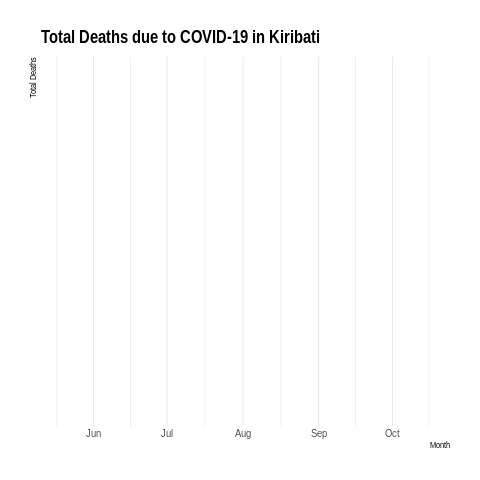 Total Deaths due to COVID-19 in Kiribati
Total Deaths
Jun Jul Aug Sep Oct
Month